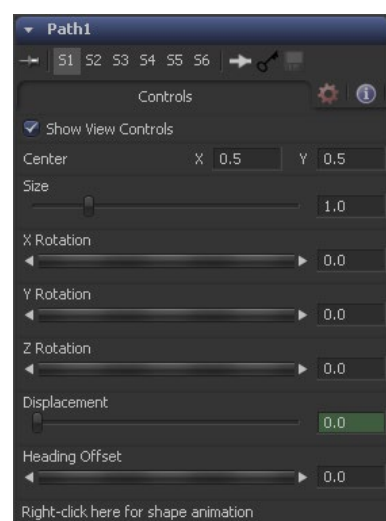 Path1
S1 S2 S3 S4 S5 S6
Controls
Show View Controls
Center X 0.5 Y 0.5
Size
1.0
X Rotation
0.0
Y Rotation
0.0
Z Rotation
0.0
Displacement
0.0
Heading Offset
0.0
Right-click here for shape animation